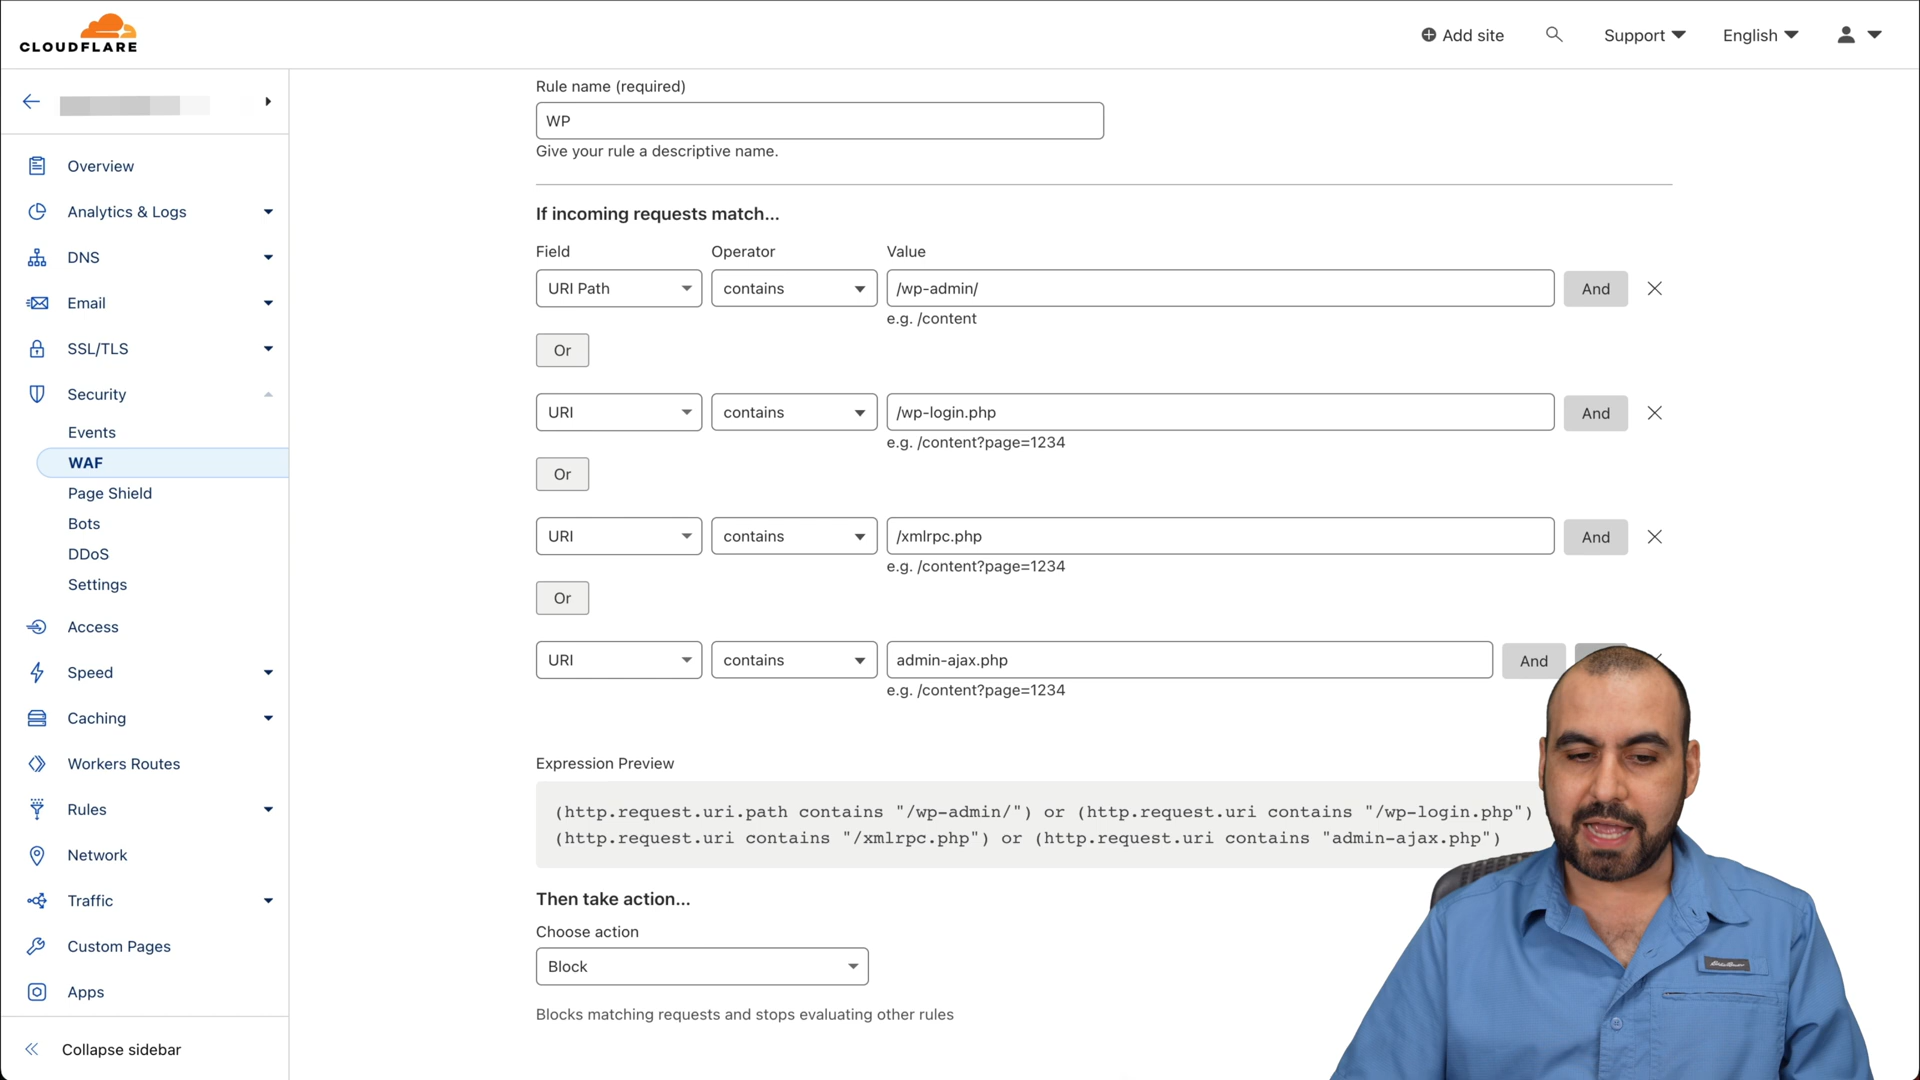 CLOUDFLARE
Add site
Support
English
Overview
Analytics & Logs
DNS
Email
SSL/TLS
Security
Events
WAF
Page Shield
Bots
DDoS
Settings
Access
Speed
Caching
Workers Routes
Rules
Network
Traffic
Custom Pages
Apps
Collapse sidebar
Rule name (required)
WP
Give your rule a descriptive name.
If incoming requests match...
Field Operator Value
URI Path contains /wp-admin/ And
e.g. /content
Or
URI contains /wp-login.php And
e.g. /content?page=1234
Or
URI contains /xmlrpc.php And
e.g. /content?page=1234
Or
URI contains admin-ajax.php And
e.g. /content?page=1234
Expression Preview
(http.request.uri.path contains "/wp-admin/") or (http.request.uri contains "/wp-login.php")
(http.request.uri contains "/xmlrpc.php") or (http.request.uri contains "admin-ajax.php")
Then take action...
Choose action
Block
Blocks matching requests and stops evaluating other rules